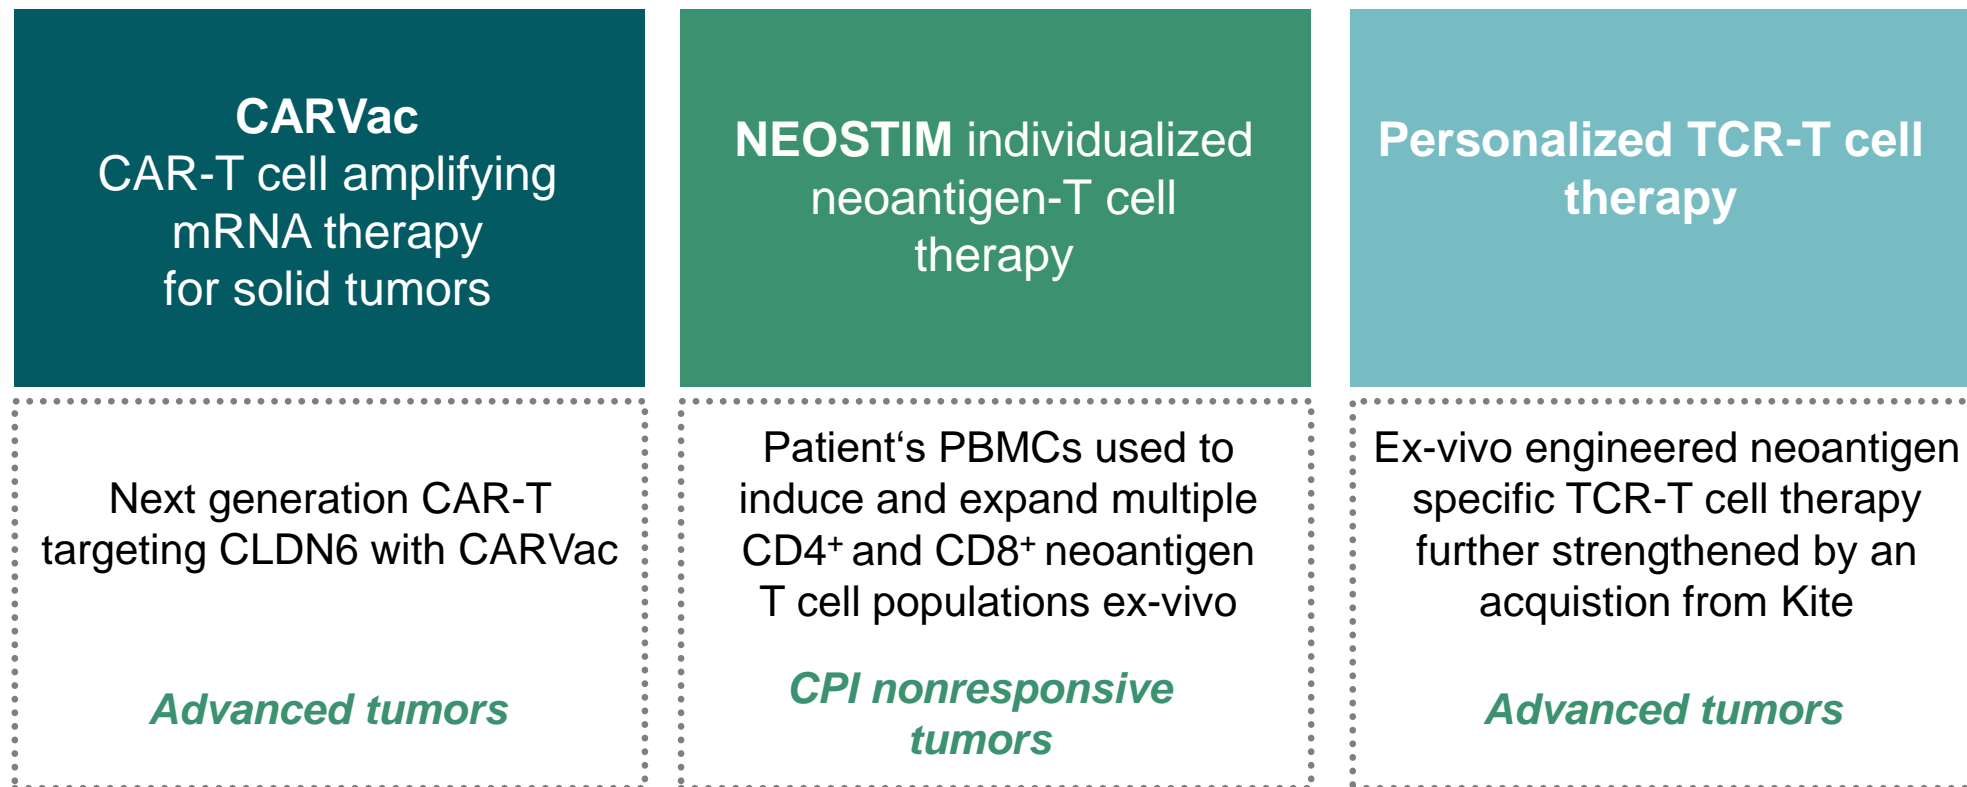 CARVac
CAR-T cell amplifying
mRNA therapy
for solid tumors
Next generation CAR-T
targeting CLDN6 with CARVac
Advanced tumors
NEOSTIM individualized
neoantigen-T cell
therapy
Patient‘s PBMCs used to
induce and expand multiple
CD4⁺ and CD8⁺ neoantigen
T cell populations ex-vivo
CPI nonresponsive
tumors
Personalized TCR-T cell
therapy
Ex-vivo engineered neoantigen
specific TCR-T cell therapy
further strengthened by an
acquistion from Kite
Advanced tumors